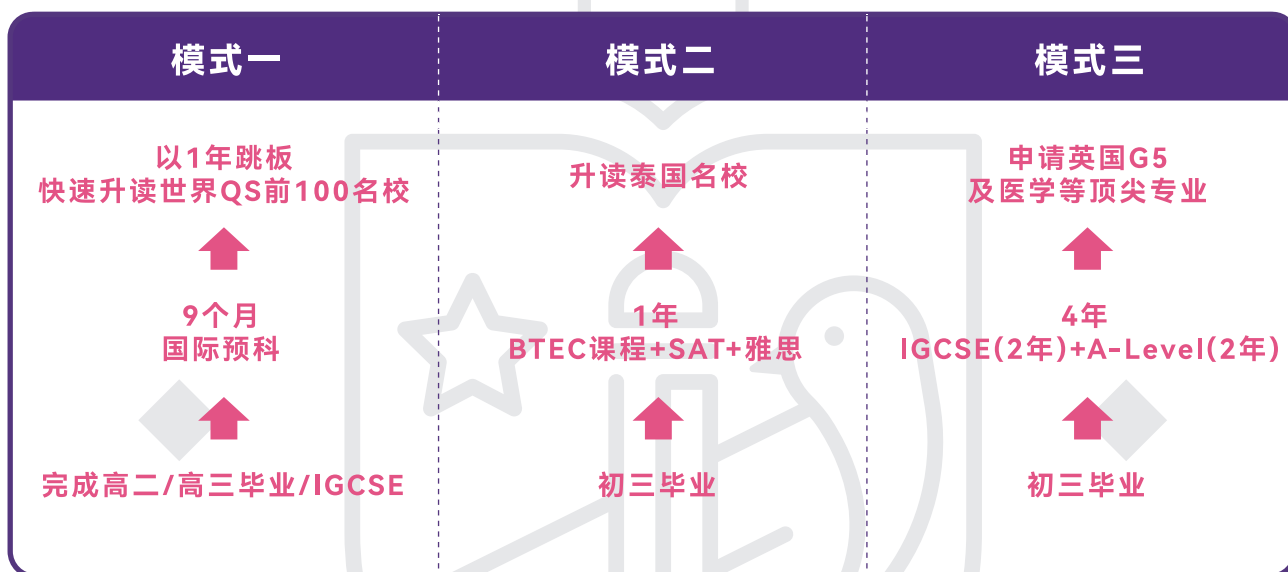 模式一
以1年跳板
快速升读世界QS前100名校
9个月
国际预科
完成高二/高三毕业/IGCSE
模式二
升读泰国名校
1年
BTEC课程+SAT+雅思
初三毕业
模式三
申请英国G5
及医学等顶尖专业
4年
IGCSE(2年)+A-Level(2年)
初三毕业